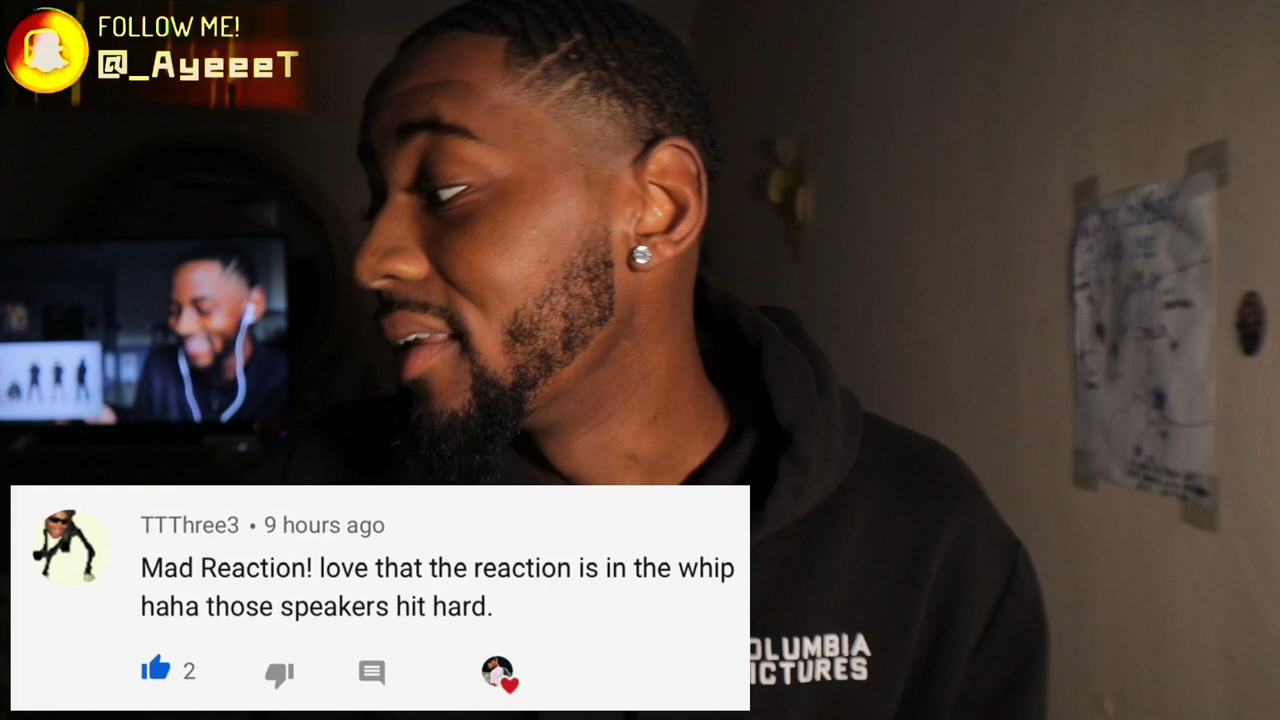 FOLLOW ME!
@_AyeeeT
TTThree3 • 9 hours ago
Mad Reaction! love that the reaction is in the whip
haha those speakers hit hard.
2
OLUMBIA
ICTURES